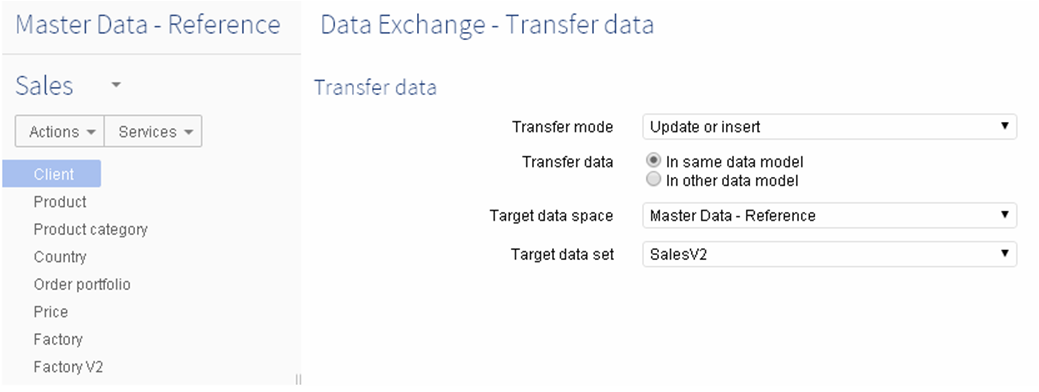 Master Data - Reference
Sales
Actions Services
Client
Product
Product category
Country
Order portfolio
Price
Factory
Factory V2
Data Exchange - Transfer data
Transfer data
Transfer mode Update or insert
Transfer data In same data model
In other data model
Target data space Master Data - Reference
Target data set SalesV2